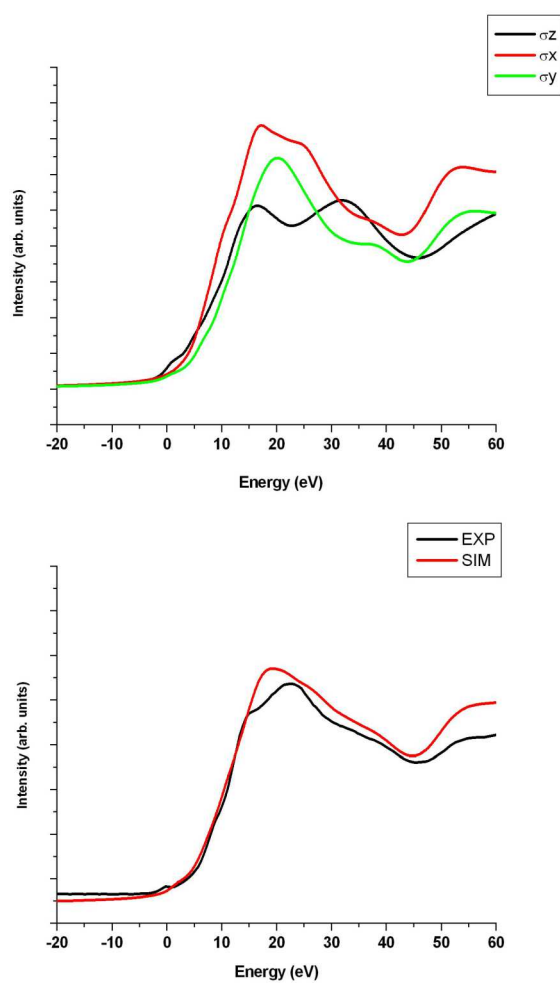 σz
σx
σy
Intensity (arb. units)
-20 -10 0 10 20 30 40 50 60
Energy (eV)
EXP
SIM
Intensity (arb. units)
-20 -10 0 10 20 30 40 50 60
Energy (eV)